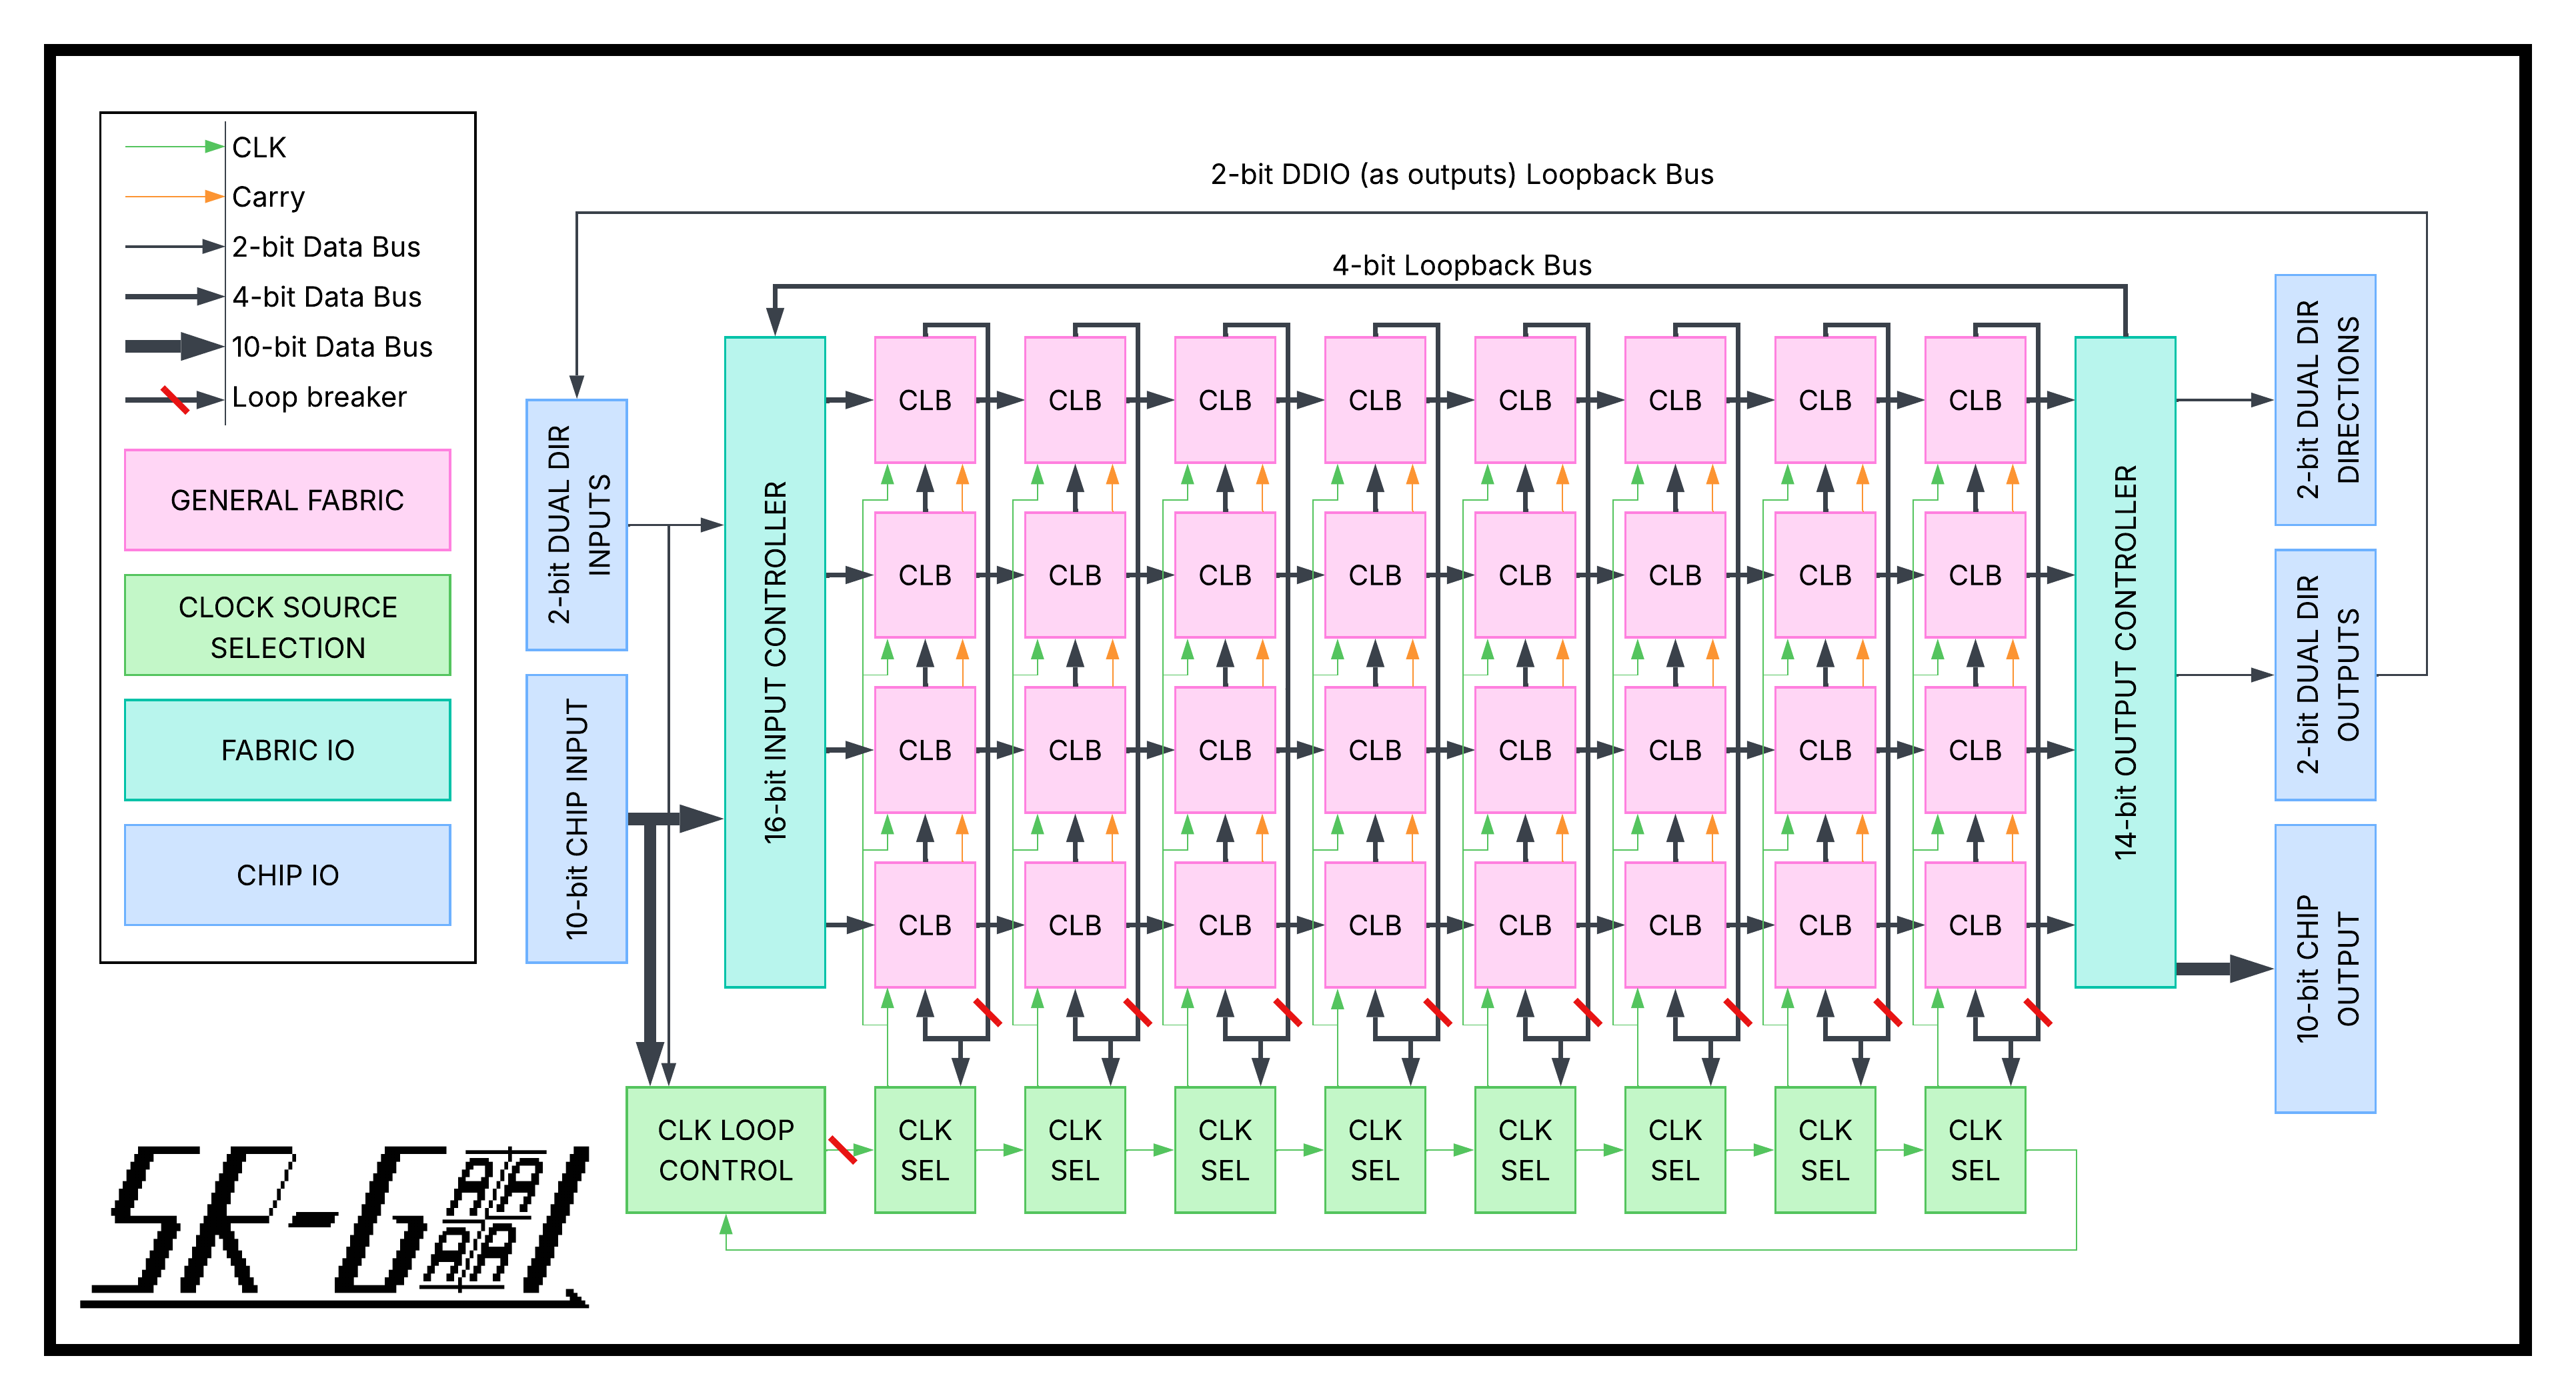 CLK
Carry
2-bit Data Bus
4-bit Data Bus
10-bit Data Bus
Loop breaker
GENERAL FABRIC
CLOCK SOURCE
SELECTION
FABRIC IO
CHIP IO
2-bit DDIO (as outputs) Loopback Bus
4-bit Loopback Bus
2-bit DUAL DIR
INPUTS
10-bit CHIP INPUT
16-bit INPUT CONTROLLER
CLB CLB CLB CLB CLB CLB CLB CLB
CLB CLB CLB CLB CLB CLB CLB CLB
CLB CLB CLB CLB CLB CLB CLB CLB
CLB CLB CLB CLB CLB CLB CLB CLB
14-bit OUTPUT CONTROLLER
2-bit DUAL DIR
DIRECTIONS
2-bit DUAL DIR
OUTPUTS
10-bit CHIP
OUTPUT
CLK LOOP
CONTROL
CLK
SEL
CLK
SEL
CLK
SEL
CLK
SEL
CLK
SEL
CLK
SEL
CLK
SEL
CLK
SEL